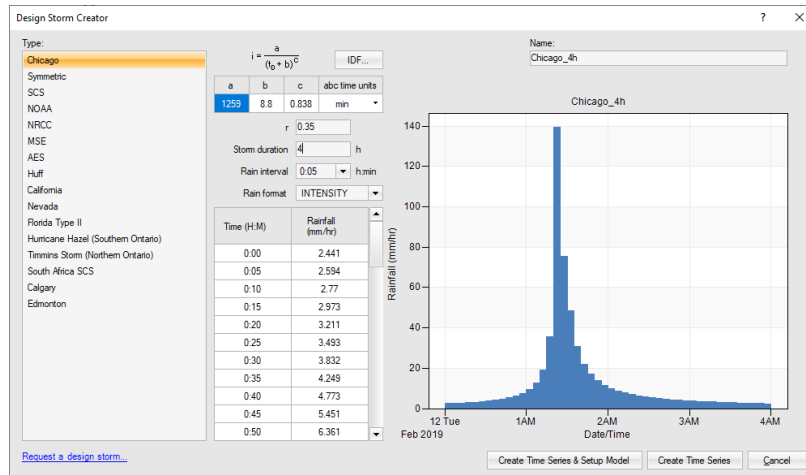 Design Storm Creator
?
Type:
Chicago
Symmetric
SCS
NOAA
NRCC
MSE
AES
Huff
California
Nevada
Florida Type II
Hurricane Hazel (Southern Ontario)
Timmins Storm (Northern Ontario)
South Africa SCS
Calgary
Edmonton
Request a design storm...
i = a / (tD + b)^c
IDF...
a b c abc time units
1259 8.8 0.838 min
r 0.35
Storm duration 4 h
Rain interval 0:05 h:min
Rain format INTENSITY
Time (H:M) Rainfall
(mm/hr)
0:00 2.441
0:05 2.594
0:10 2.77
0:15 2.973
0:20 3.211
0:25 3.493
0:30 3.832
0:35 4.249
0:40 4.773
0:45 5.451
0:50 6.361
Name:
Chicago_4h
Chicago_4h
Rainfall (mm/hr)
140
120
100
80
60
40
20
0
12 Tue 1AM 2AM 3AM 4AM
Feb 2019 Date/Time
Create Time Series & Setup Model Create Time Series Cancel